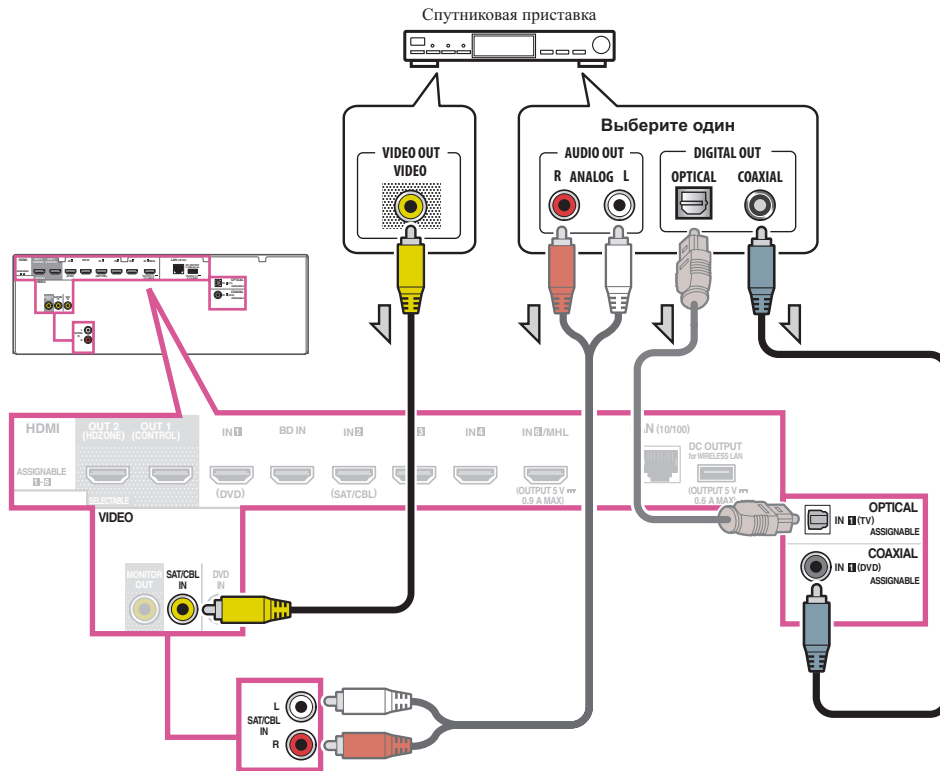 Спутниковая приставка
VIDEO OUT
VIDEO
Выберите один
AUDIO OUT
R ANALOG L
DIGITAL OUT
OPTICAL
COAXIAL
HDMI
ASSIGNABLE
1-6
OUT 2
(HDZONE)
OUT 1
(CONTROL)
SELECTABLE
IN 1
(DVD)
BD IN
IN 2
(SAT/CBL)
3
IN 4
IN 6/MHL
(OUTPUT 5 V
0.9 A MAX)
(10/100)
DC OUTPUT
for WIRELESS LAN
(OUTPUT 5 V
0.6 A MAX)
OPTICAL
IN 1 (TV)
ASSIGNABLE
COAXIAL
IN 1 (DVD)
ASSIGNABLE
VIDEO
MONITOR
OUT
SAT/CBL
IN
DVD
IN
L
SAT/CBL
IN
R